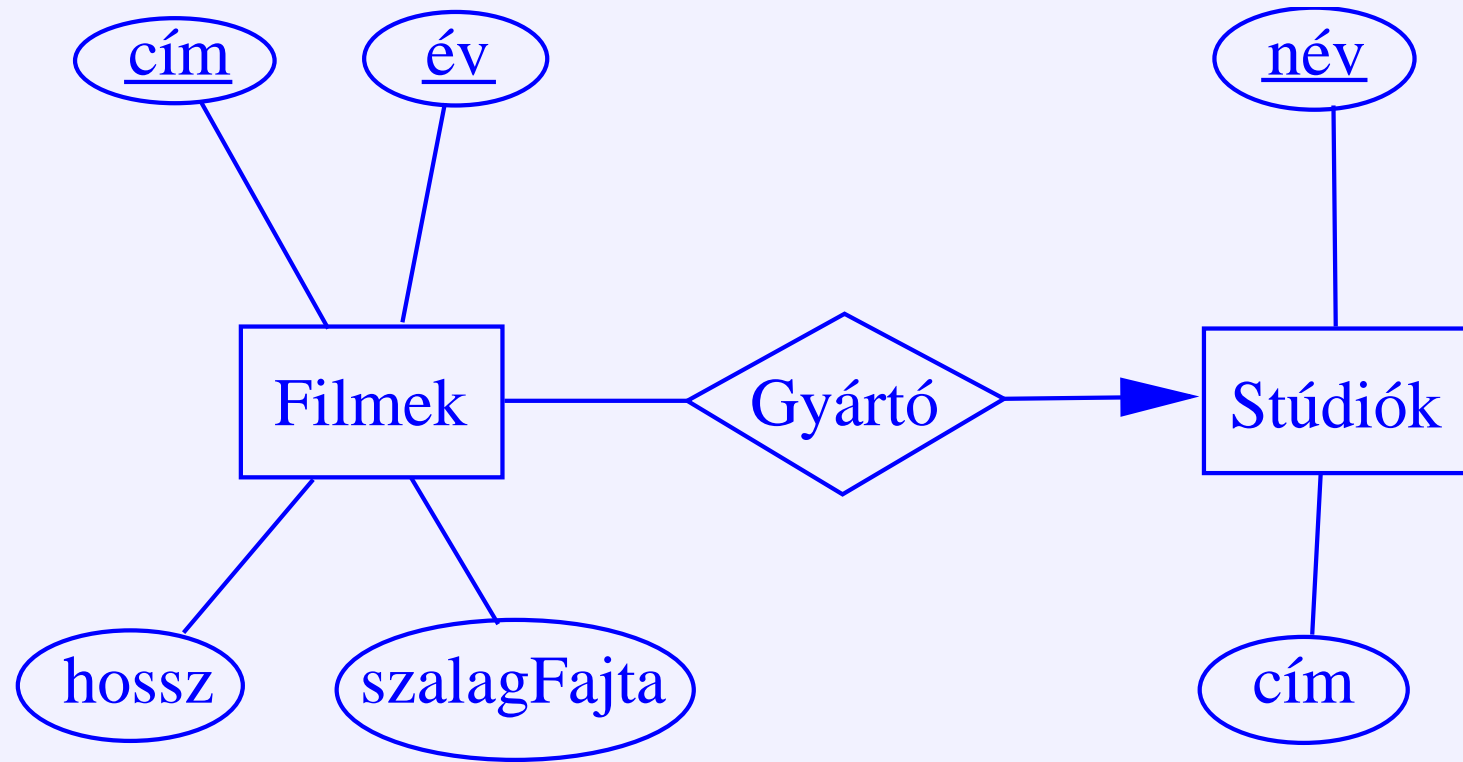 cím
év
név
Filmek
Gyártó
Stúdiók
hossz
szalagFajta
cím